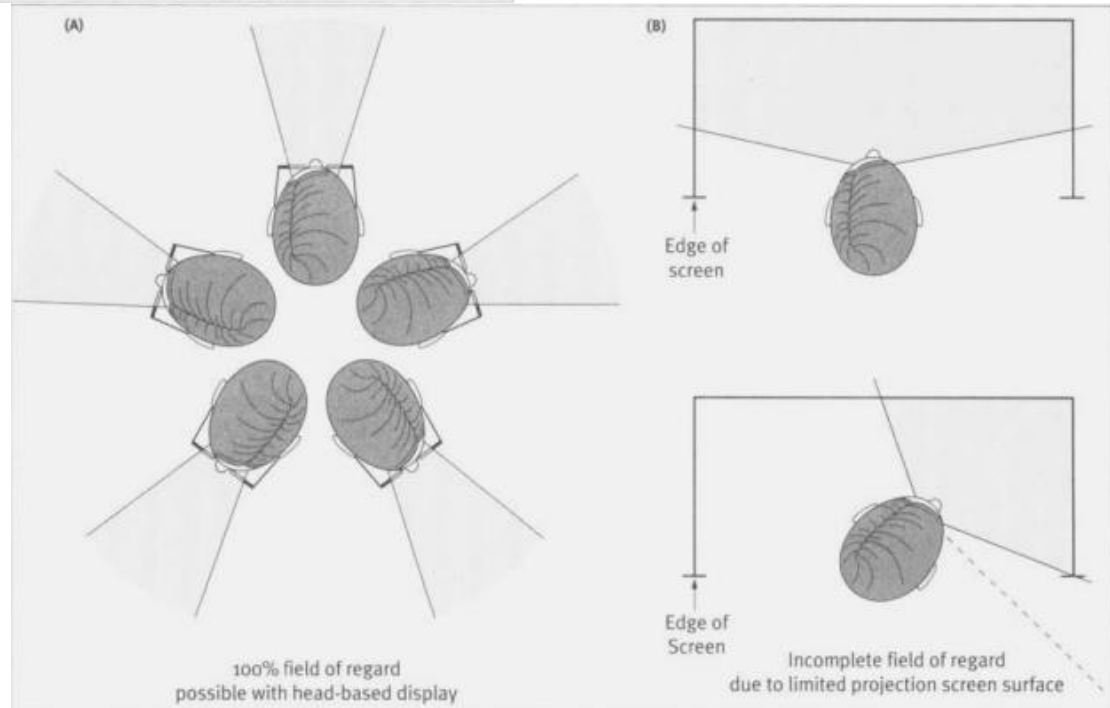 (A)
100% field of regard
possible with head-based display
(B)
Edge of
screen
Edge of
Screen
Incomplete field of regard
due to limited projection screen surface